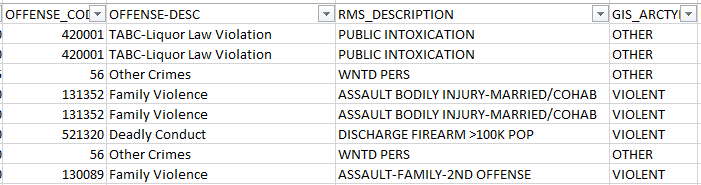 OFFENSE_COD OFFENSE-DESC RMS_DESCRIPTION GIS_ARCTY
420001 TABC-Liquor Law Violation PUBLIC INTOXICATION OTHER
420001 TABC-Liquor Law Violation PUBLIC INTOXICATION OTHER
56 Other Crimes WNTD PERS OTHER
131352 Family Violence ASSAULT BODILY INJURY-MARRIED/COHAB VIOLENT
131352 Family Violence ASSAULT BODILY INJURY-MARRIED/COHAB VIOLENT
521320 Deadly Conduct DISCHARGE FIREARM >100K POP VIOLENT
56 Other Crimes WNTD PERS OTHER
130089 Family Violence ASSAULT-FAMILY-2ND OFFENSE VIOLENT